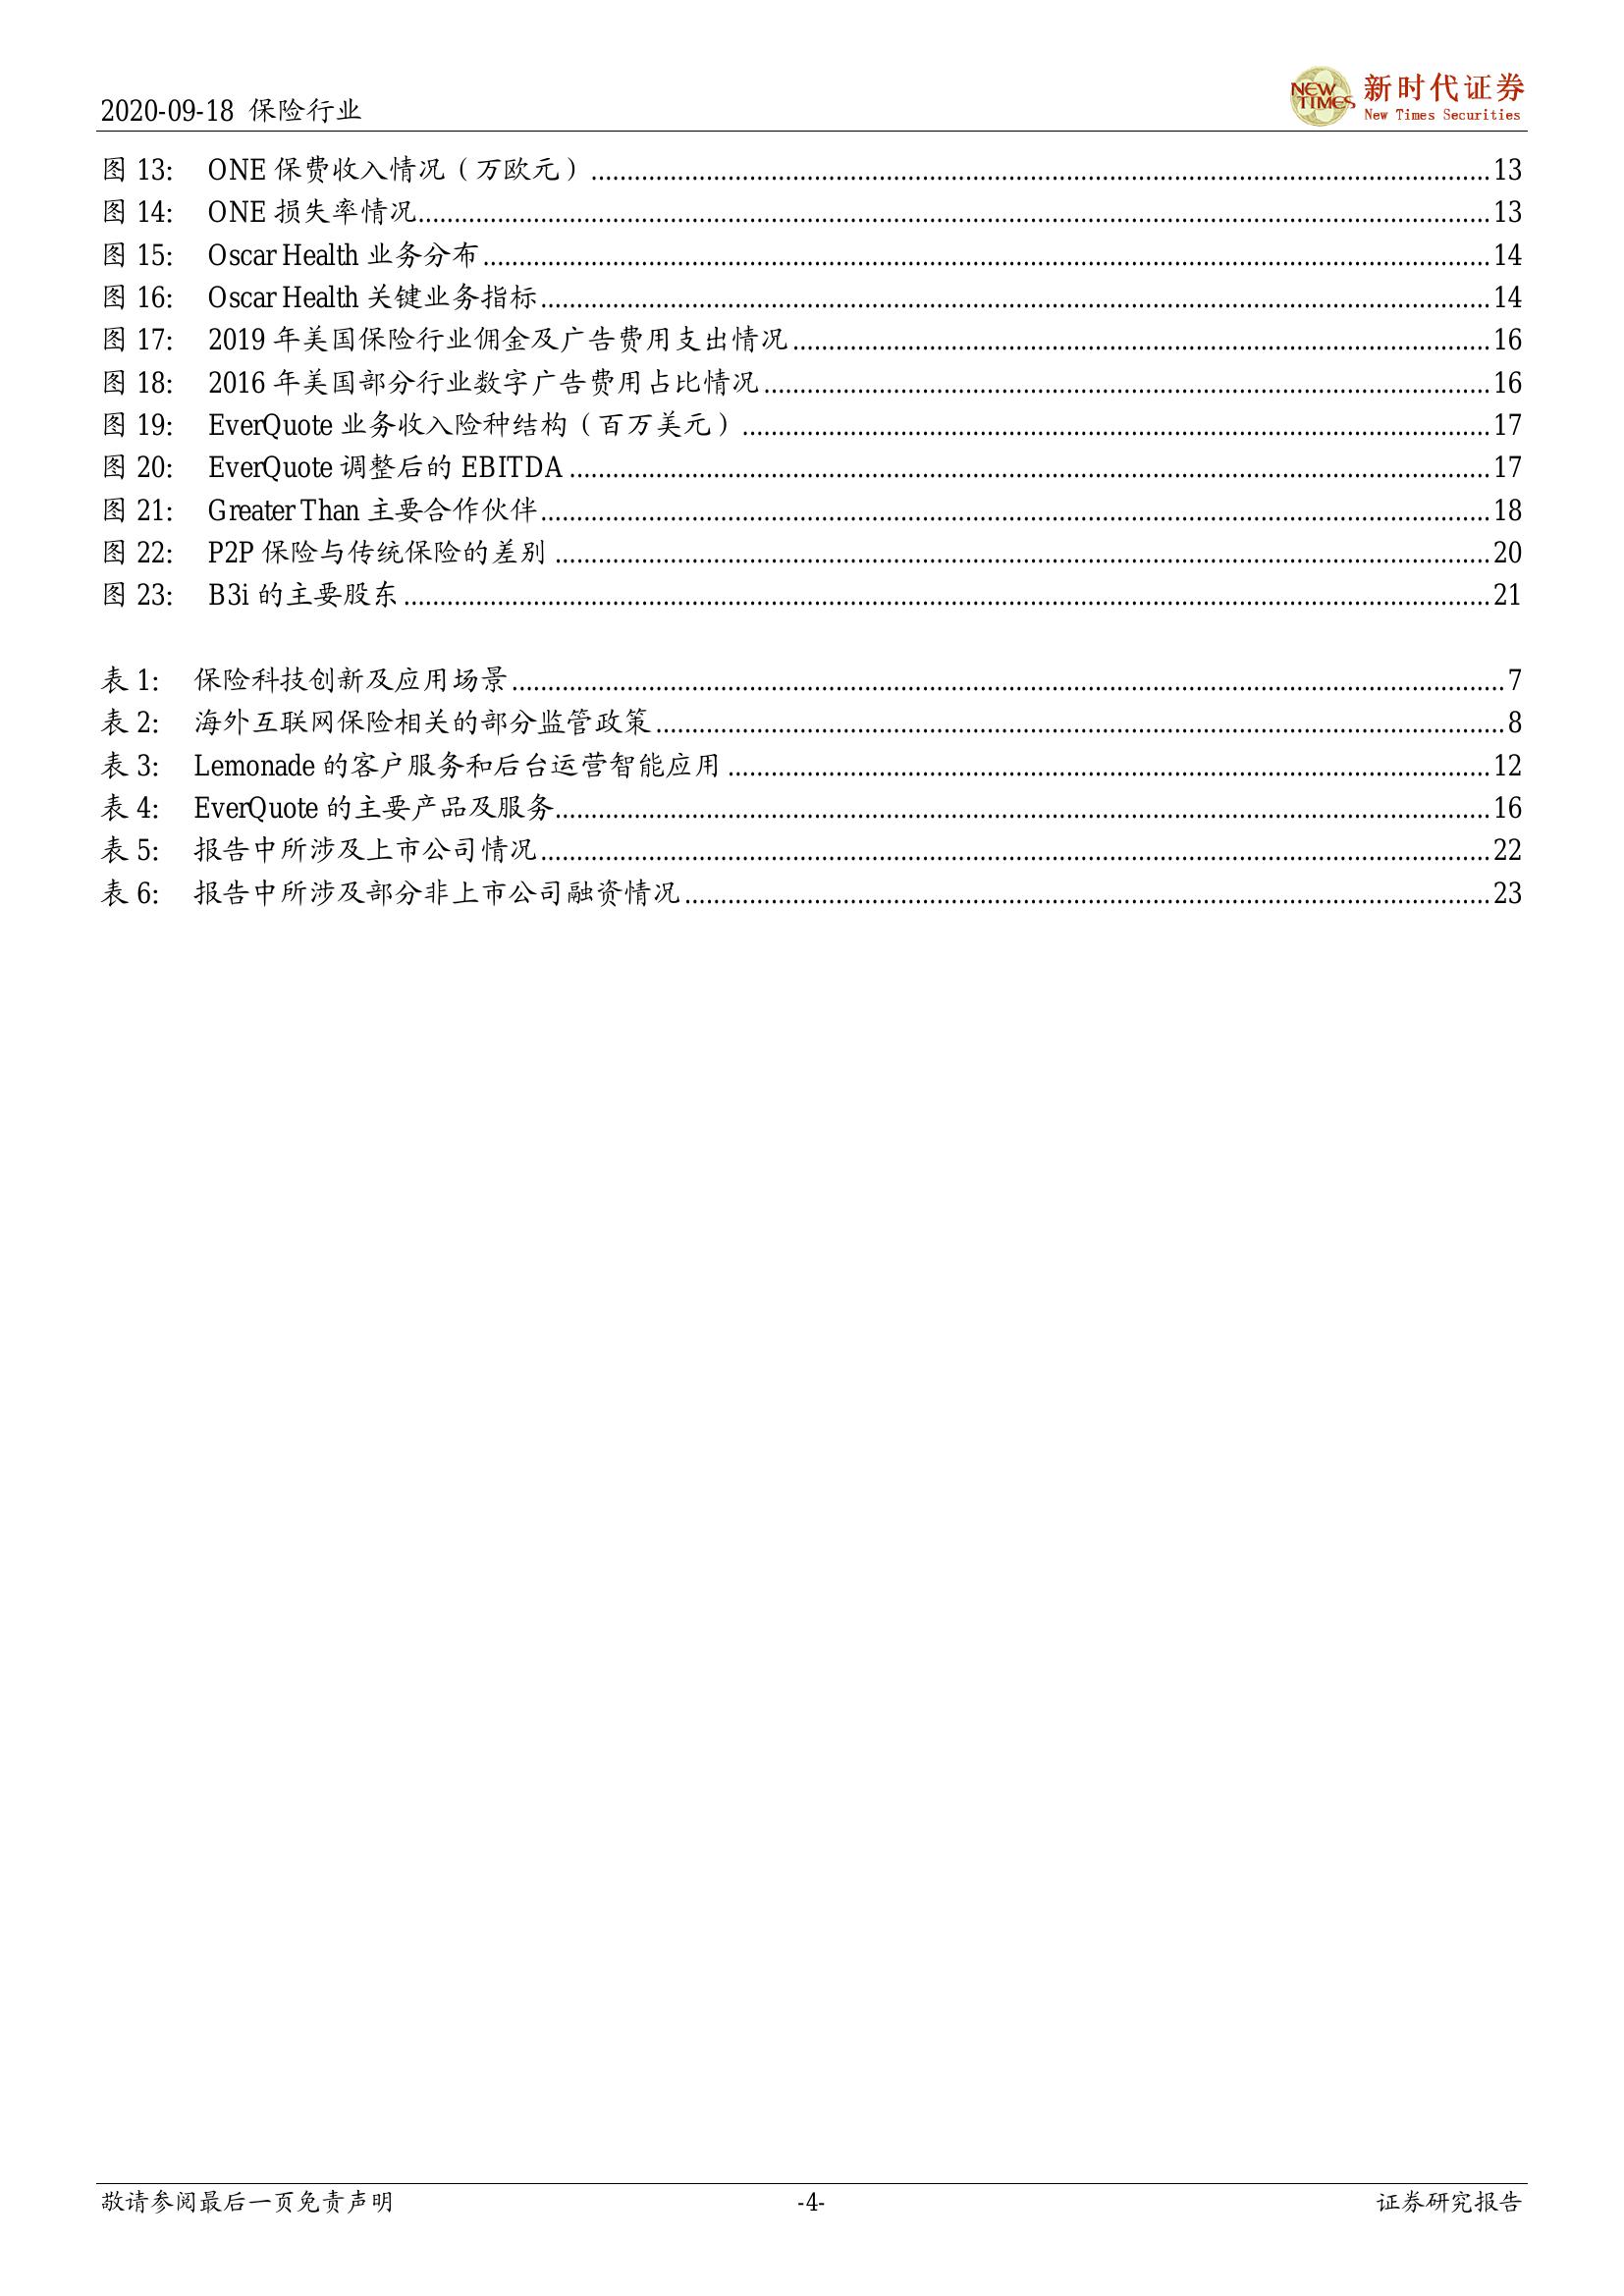 2020-09-18 保险行业
NEW TIMES 新时代证券
New Times Securities
图 13: ONE 保费收入情况（万欧元）....................13
图 14: ONE 损失率情况....................13
图 15: Oscar Health 业务分布....................14
图 16: Oscar Health 关键业务指标....................14
图 17: 2019 年美国保险行业佣金及广告费用支出情况....................16
图 18: 2016 年美国部分行业数字广告费用占比情况....................16
图 19: EverQuote 业务收入险种结构（百万美元）....................17
图 20: EverQuote 调整后的 EBITDA....................17
图 21: Greater Than 主要合作伙伴....................18
图 22: P2P 保险与传统保险的差别....................20
图 23: B3i 的主要股东....................21
表 1: 保险科技创新及应用场景....................7
表 2: 海外互联网保险相关的部分监管政策....................8
表 3: Lemonade 的客户服务和后台运营智能应用....................12
表 4: EverQuote 的主要产品及服务....................16
表 5: 报告中所涉及上市公司情况....................22
表 6: 报告中所涉及部分非上市公司融资情况....................23
敬请参阅最后一页免责声明 -4- 证券研究报告